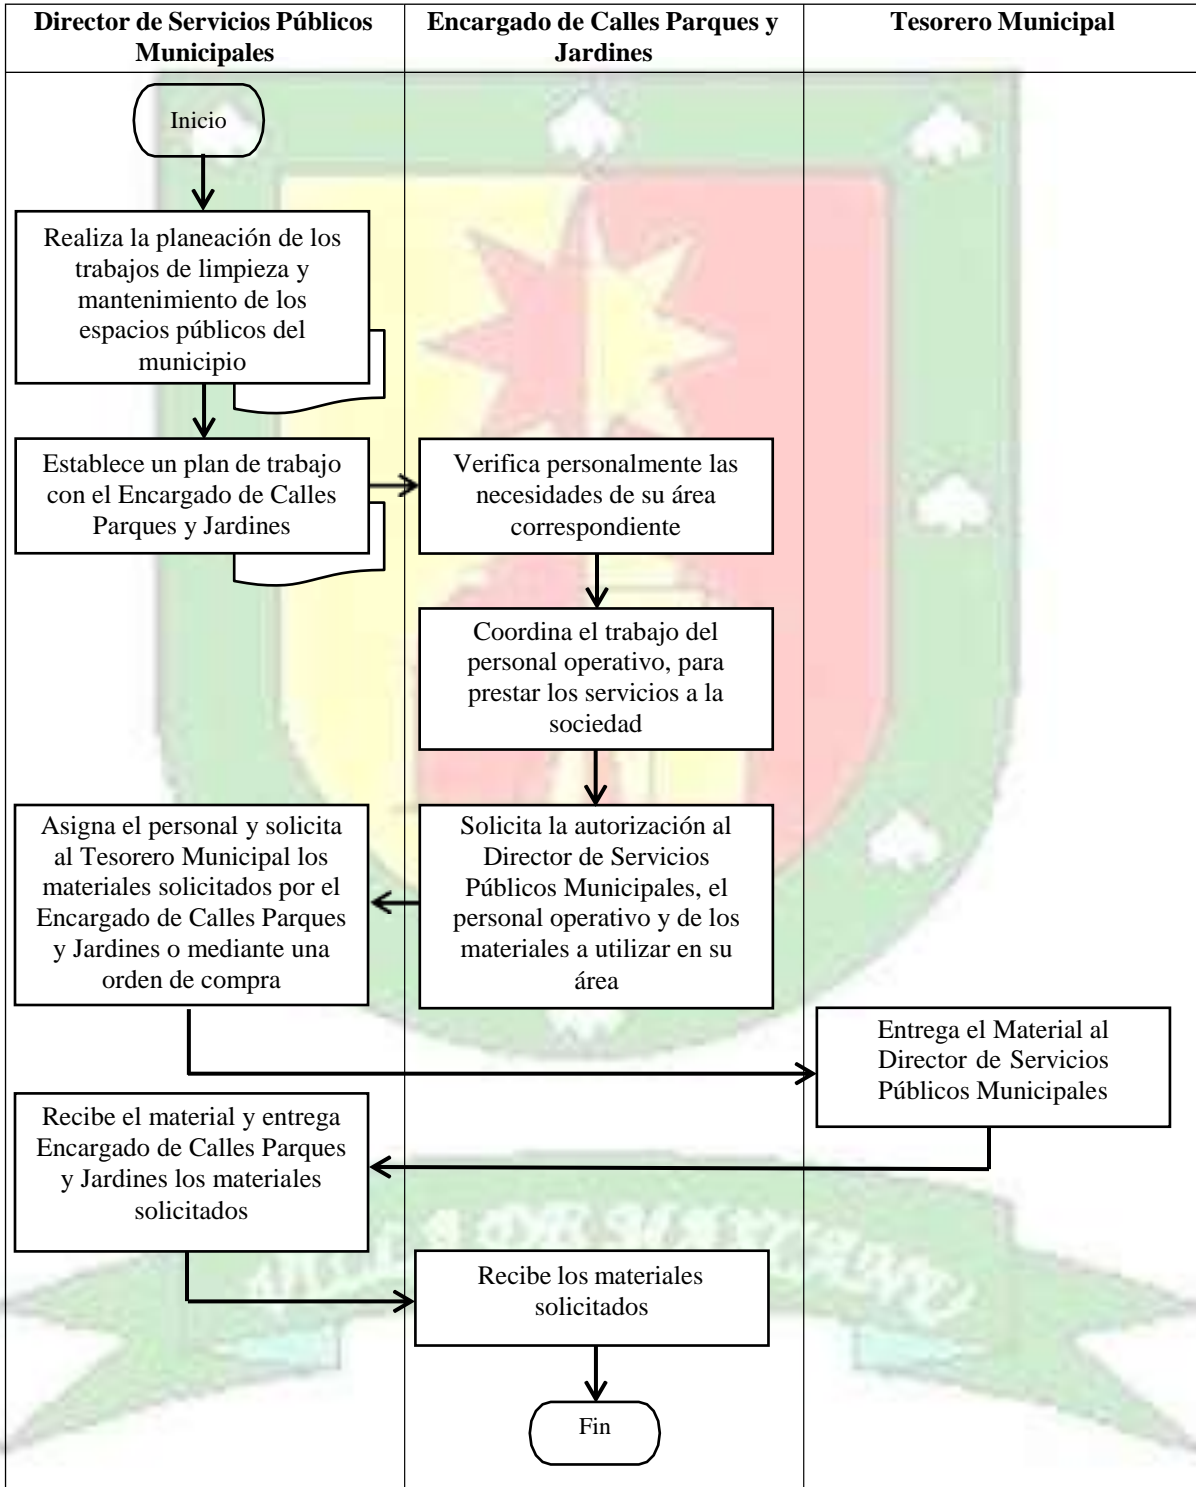 Director de Servicios Públicos
Municipales
Encargado de Calles Parques y
Jardines
Tesorero Municipal
Inicio
Realiza la planeación de los
trabajos de limpieza y
mantenimiento de los
espacios públicos del
municipio
Establece un plan de trabajo
con el Encargado de Calles
Parques y Jardines
Verifica personalmente las
necesidades de su área
correspondiente
Coordina el trabajo del
personal operativo, para
prestar los servicios a la
sociedad
Solicita la autorización al
Director de Servicios
Públicos Municipales, el
personal operativo y de los
materiales a utilizar en su
área
Asigna el personal y solicita
al Tesorero Municipal los
materiales solicitados por el
Encargado de Calles Parques
y Jardines o mediante una
orden de compra
Entrega el Material al
Director de Servicios
Públicos Municipales
Recibe el material y entrega
Encargado de Calles Parques
y Jardines los materiales
solicitados
Recibe los materiales
solicitados
Fin